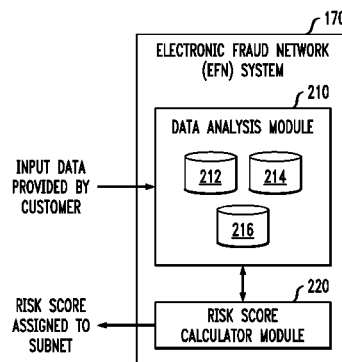 170
ELECTRONIC FRAUD NETWORK
(EFN) SYSTEM
210
DATA ANALYSIS MODULE
212
214
216
INPUT DATA
PROVIDED BY
CUSTOMER
220
RISK SCORE
CALCULATOR MODULE
RISK SCORE
ASSIGNED TO
SUBNET